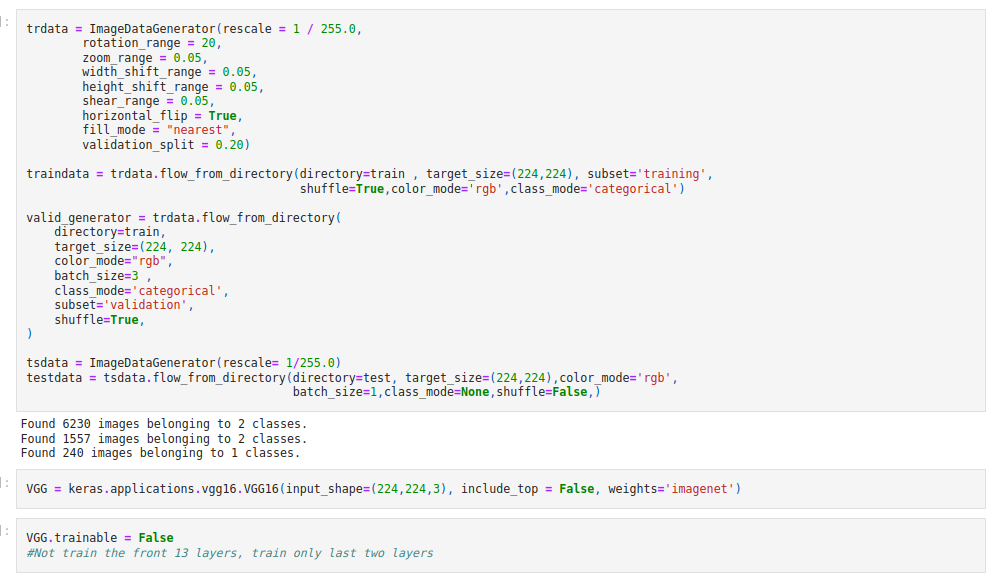 ]:
trdata = ImageDataGenerator(rescale = 1 / 255.0,
        rotation_range = 20,
        zoom_range = 0.05,
        width_shift_range = 0.05,
        height_shift_range = 0.05,
        shear_range = 0.05,
        horizontal_flip = True,
        fill_mode = "nearest",
        validation_split = 0.20)

traindata = trdata.flow_from_directory(directory=train , target_size=(224,224), subset='training',
                                       shuffle=True,color_mode='rgb',class_mode='categorical')

valid_generator = trdata.flow_from_directory(
    directory=train,
    target_size=(224, 224),
    color_mode="rgb",
    batch_size=3 ,
    class_mode='categorical',
    subset='validation',
    shuffle=True,
)

tsdata = ImageDataGenerator(rescale= 1/255.0)
testdata = tsdata.flow_from_directory(directory=test, target_size=(224,224),color_mode='rgb',
                                      batch_size=1,class_mode=None,shuffle=False,)
Found 6230 images belonging to 2 classes.
Found 1557 images belonging to 2 classes.
Found 240 images belonging to 1 classes.
]:
VGG = keras.applications.vgg16.VGG16(input_shape=(224,224,3), include_top = False, weights='imagenet')
]:
VGG.trainable = False
#Not train the front 13 layers, train only last two layers